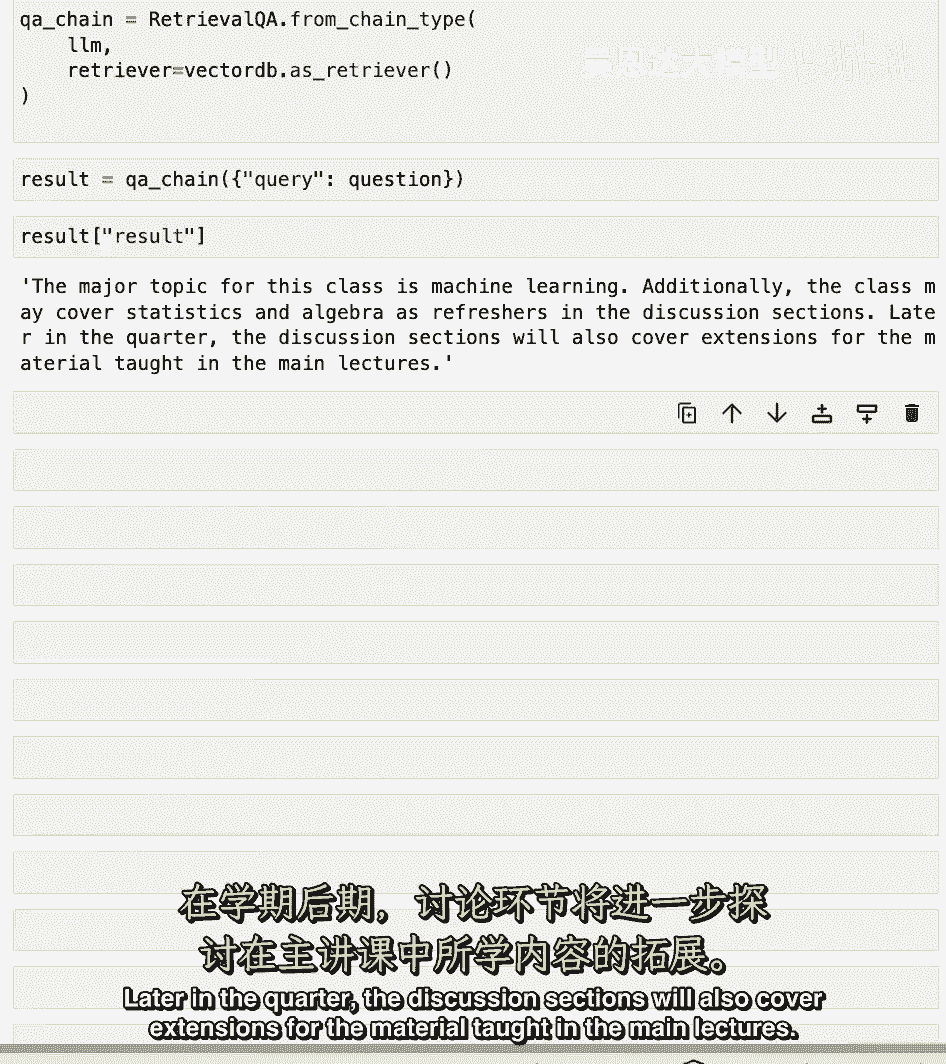 qa_chain = RetrievalQA.from_chain_type(
    llm,
    retriever=vectordb.as_retriever()
)
result = qa_chain({"query": question})
result["result"]
'The major topic for this class is machine learning. Additionally, the class m
ay cover statistics and algebra as refreshers in the discussion sections. Late
r in the quarter, the discussion sections will also cover extensions for the m
aterial taught in the main lectures.'
在学期后期，讨论环节将进一步探
讨在主讲课中所学内容的拓展。
Later in the quarter, the discussion sections will also cover
extensions for the material taught in the main lectures.